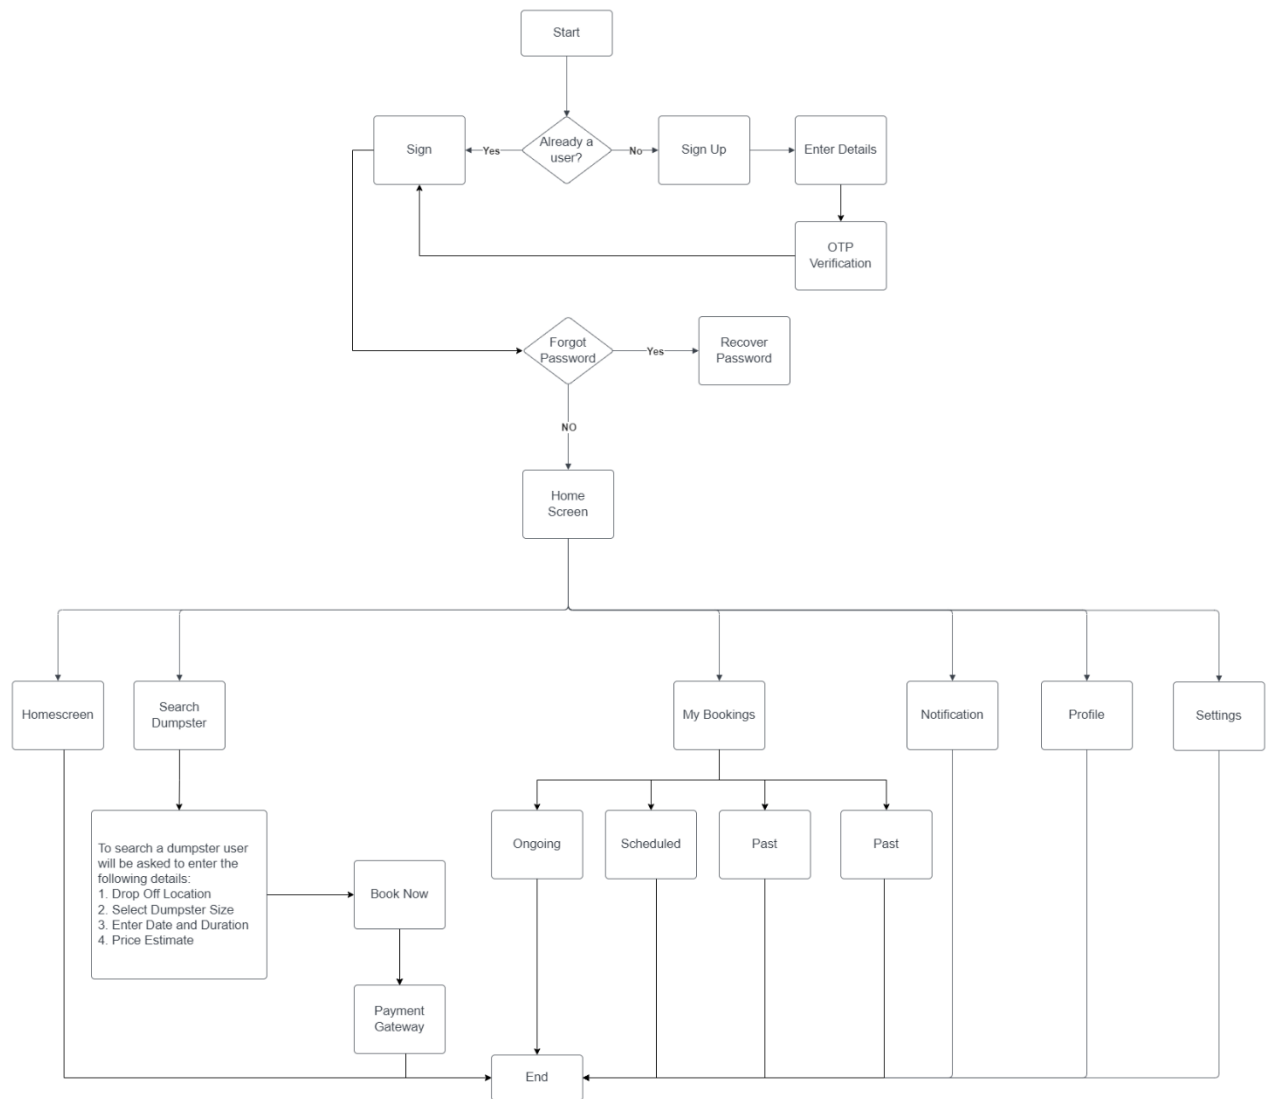 Start
Sign
Yes
Already a
user?
No
Sign Up
Enter Details
OTP
Verification
Forgot
Password
Yes
Recover
Password
NO
Home
Screen
Homescreen
Search
Dumpster
My Bookings
Notification
Profile
Settings
To search a dumpster user
will be asked to enter the
following details:
1. Drop Off Location
2. Select Dumpster Size
3. Enter Date and Duration
4. Price Estimate
Book Now
Ongoing
Scheduled
Past
Past
Payment
Gateway
End